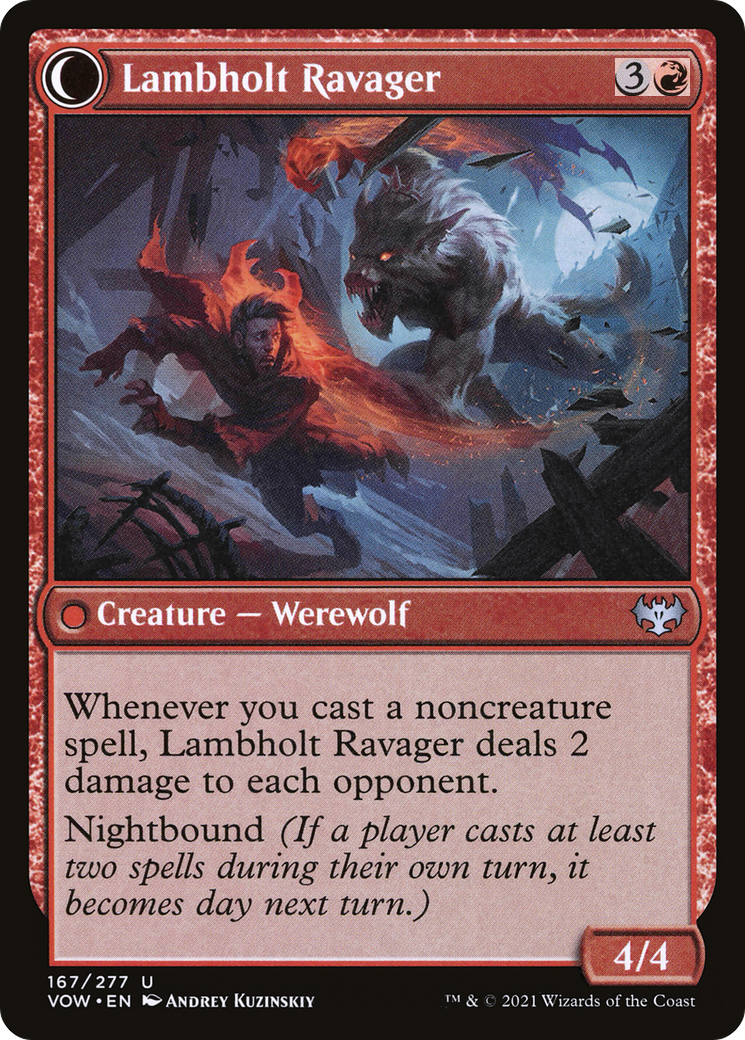 Lambholt Ravager 3
Creature — Werewolf
Whenever you cast a noncreature
spell, Lambholt Ravager deals 2
damage to each opponent.
Nightbound (If a player casts at least
two spells during their own turn, it
becomes day next turn.)
4/4
167/277 U
VOW • EN Andrey Kuzinskiy ™ & © 2021 Wizards of the Coast